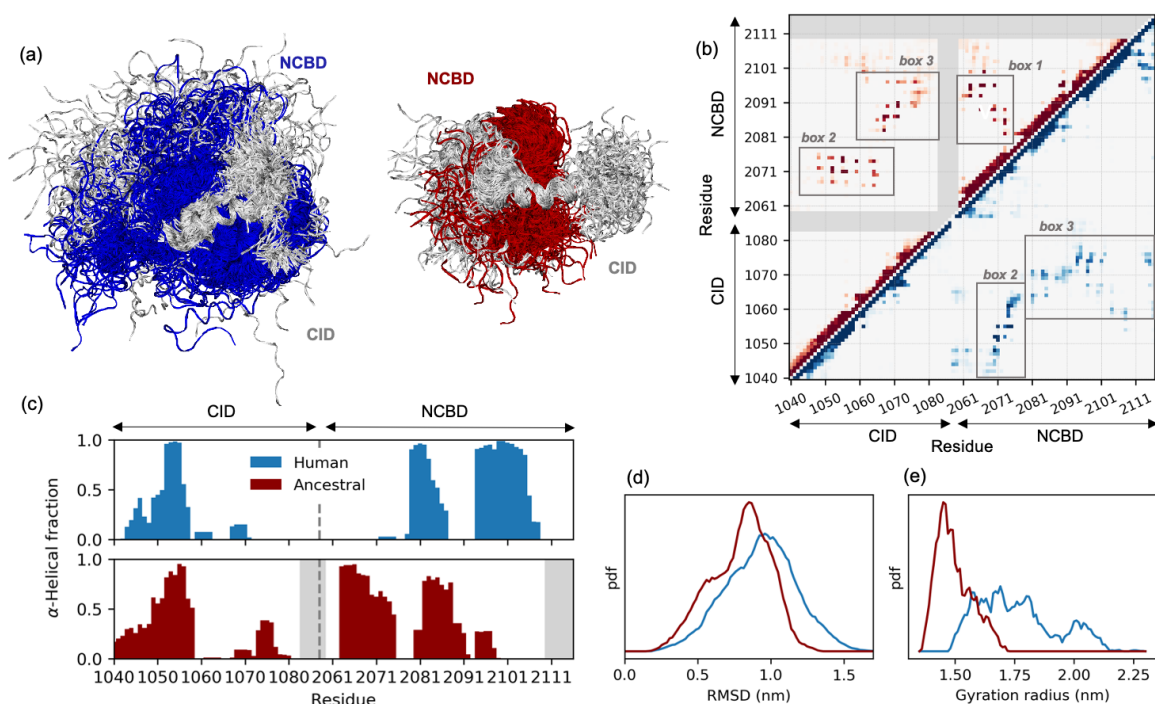 (a)
NCBD
NCBD
CID
CID
(b)
NCBD
Residue
CID
2111
2101
2091
2081
2071
2061
1080
1070
1060
1050
1040
box 3
box 1
box 2
box 3
box 2
1040 1050 1060 1070 1080 2061 2071 2081 2091 2101 2111
CID Residue NCBD
(c)
CID NCBD
α-Helical fraction
1.0
0.5
0.0
Human
Ancestral
1.0
0.5
0.0
1040 1050 1060 1070 1080 2061 2071 2081 2091 2101 2111
Residue
(d)
pdf
0.0 0.5 1.0 1.5
RMSD (nm)
(e)
pdf
1.50 1.75 2.00 2.25
Gyration radius (nm)